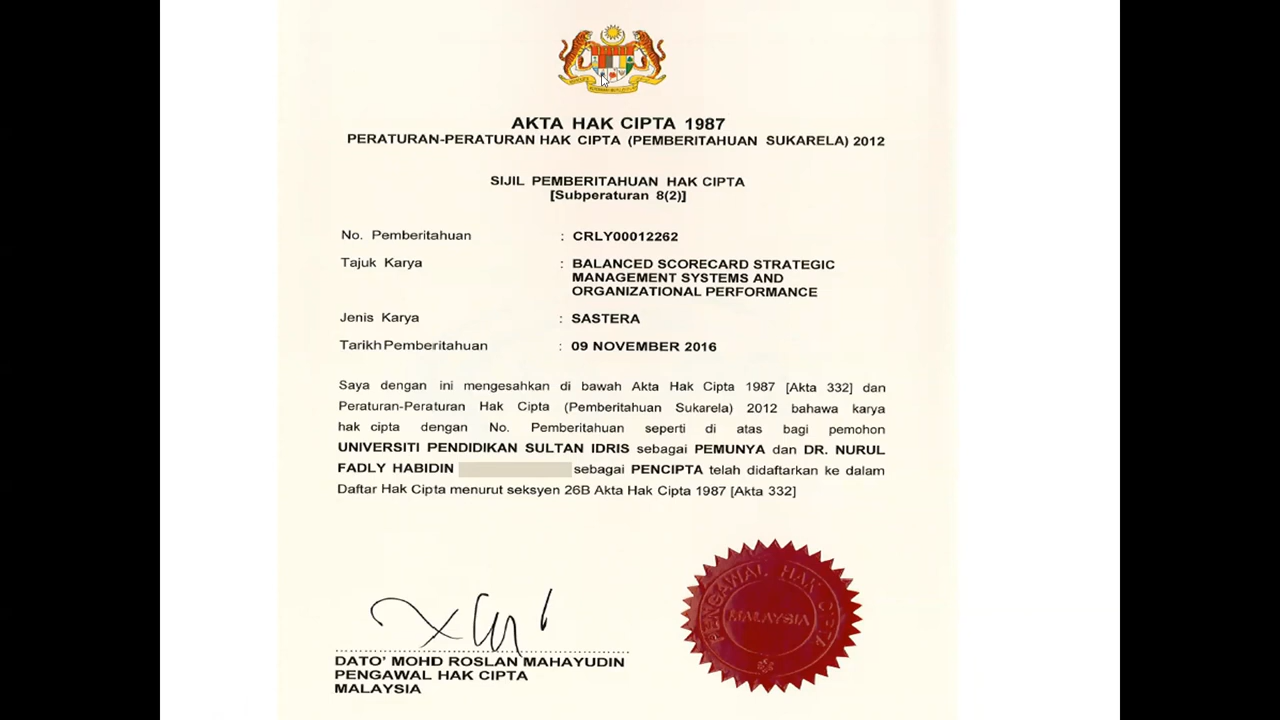 AKTA HAK CIPTA 1987
PERATURAN-PERATURAN HAK CIPTA (PEMBERITAHUAN SUKARELA) 2012
SIJIL PEMBERITAHUAN HAK CIPTA
[Subperaturan 8(2)]
No. Pemberitahuan : CRLY00012262
Tajuk Karya : BALANCED SCORECARD STRATEGIC
MANAGEMENT SYSTEMS AND
ORGANIZATIONAL PERFORMANCE
Jenis Karya : SASTERA
Tarikh Pemberitahuan : 09 NOVEMBER 2016
Saya dengan ini mengesahkan di bawah Akta Hak Cipta 1987 [Akta 332] dan
Peraturan-Peraturan Hak Cipta (Pemberitahuan Sukarela) 2012 bahawa karya
hak cipta dengan No. Pemberitahuan seperti di atas bagi pemohon
UNIVERSITI PENDIDIKAN SULTAN IDRIS sebagai PEMUNYA dan DR. NURUL
FADLY HABIDIN sebagai PENCIPTA telah didaftarkan ke dalam
Daftar Hak Cipta menurut seksyen 26B Akta Hak Cipta 1987 [Akta 332]
DATO' MOHD ROSLAN MAHAYUDIN
PENGAWAL HAK CIPTA
MALAYSIA
PENGAWAL HAK CIPTA
MALAYSIA